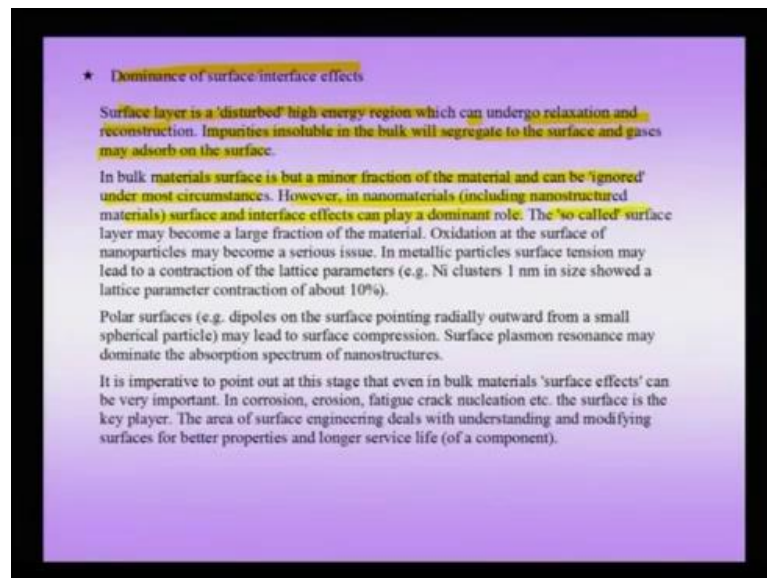 ★ Dominance of surface/interface effects
Surface layer is a 'disturbed' high energy region which can undergo relaxation and
reconstruction. Impurities insoluble in the bulk will segregate to the surface and gases
may adsorb on the surface.
In bulk materials surface is but a minor fraction of the material and can be 'ignored'
under most circumstances. However, in nanomaterials (including nanostructured
materials) surface and interface effects can play a dominant role. The 'so called' surface
layer may become a large fraction of the material. Oxidation at the surface of
nanoparticles may become a serious issue. In metallic particles surface tension may
lead to a contraction of the lattice parameters (e.g. Ni clusters 1 nm in size showed a
lattice parameter contraction of about 10%).
Polar surfaces (e.g. dipoles on the surface pointing radially outward from a small
spherical particle) may lead to surface compression. Surface plasmon resonance may
dominate the absorption spectrum of nanostructures.
It is imperative to point out at this stage that even in bulk materials 'surface effects' can
be very important. In corrosion, erosion, fatigue crack nucleation etc. the surface is the
key player. The area of surface engineering deals with understanding and modifying
surfaces for better properties and longer service life (of a component).